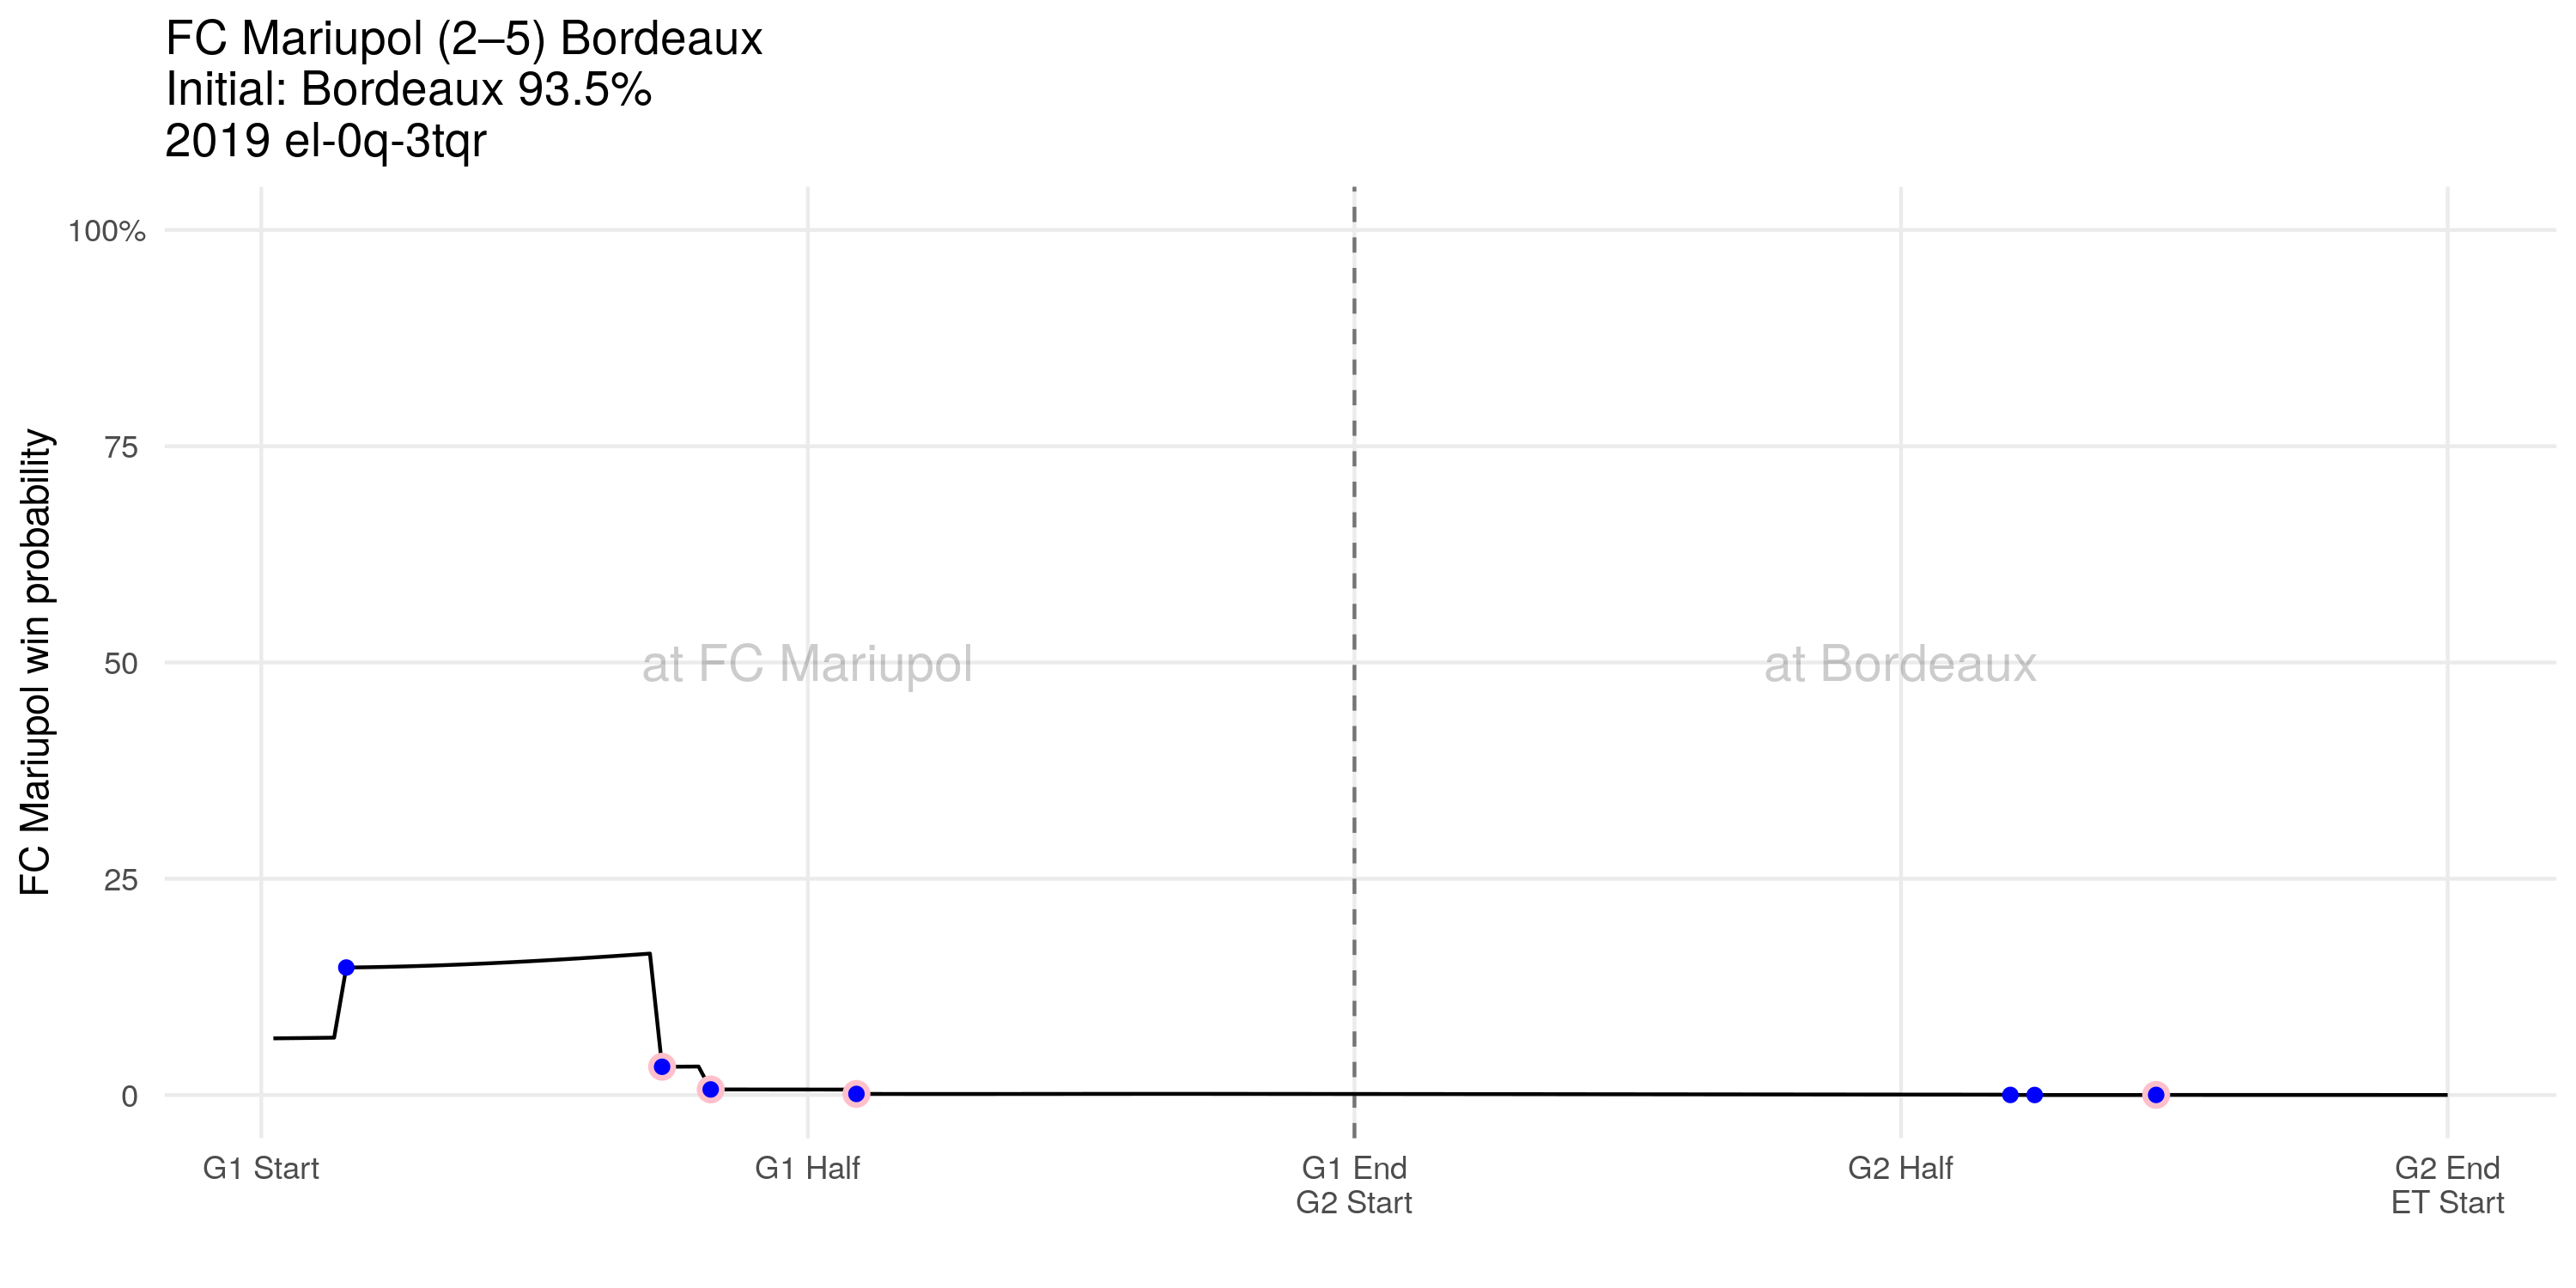 FC Mariupol (2–5) Bordeaux
Initial: Bordeaux 93.5%
2019 el-0q-3tqr
FC Mariupol win probability
100%
75
50
25
0
at FC Mariupol
at Bordeaux
G1 Start
G1 Half
G1 End
G2 Start
G2 Half
G2 End
ET Start